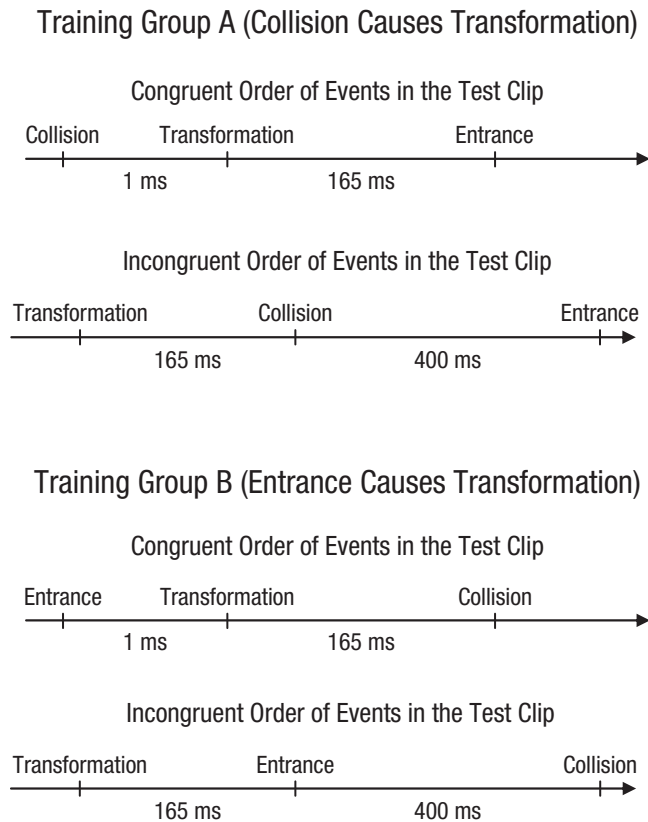 Training Group A (Collision Causes Transformation)
Congruent Order of Events in the Test Clip
Collision Transformation Entrance
1 ms 165 ms
Incongruent Order of Events in the Test Clip
Transformation Collision Entrance
165 ms 400 ms
Training Group B (Entrance Causes Transformation)
Congruent Order of Events in the Test Clip
Entrance Transformation Collision
1 ms 165 ms
Incongruent Order of Events in the Test Clip
Transformation Entrance Collision
165 ms 400 ms